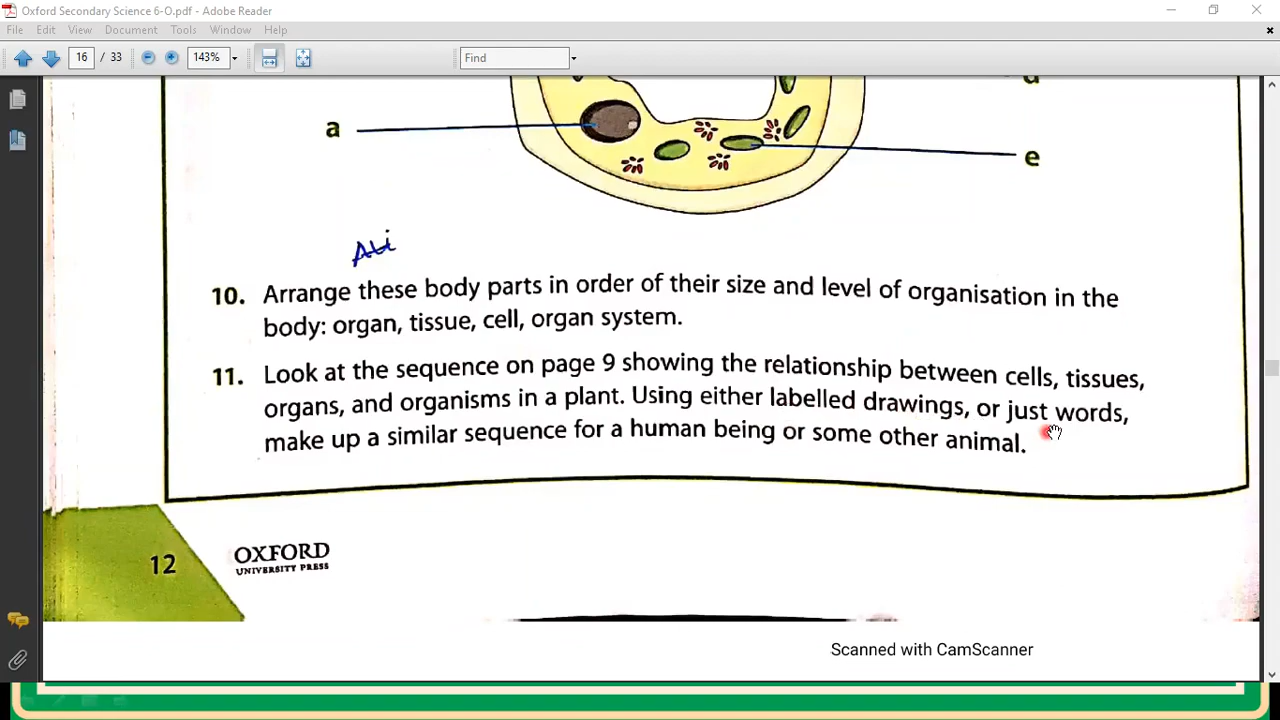 Oxford Secondary Science 6-O.pdf - Adobe Reader
File Edit View Document Tools Window Help
16 / 33 143% Find
a
d
e
Ali
10. Arrange these body parts in order of their size and level of organisation in the
body: organ, tissue, cell, organ system.
11. Look at the sequence on page 9 showing the relationship between cells, tissues,
organs, and organisms in a plant. Using either labelled drawings, or just words,
make up a similar sequence for a human being or some other animal.
12
OXFORD
UNIVERSITY PRESS
Scanned with CamScanner